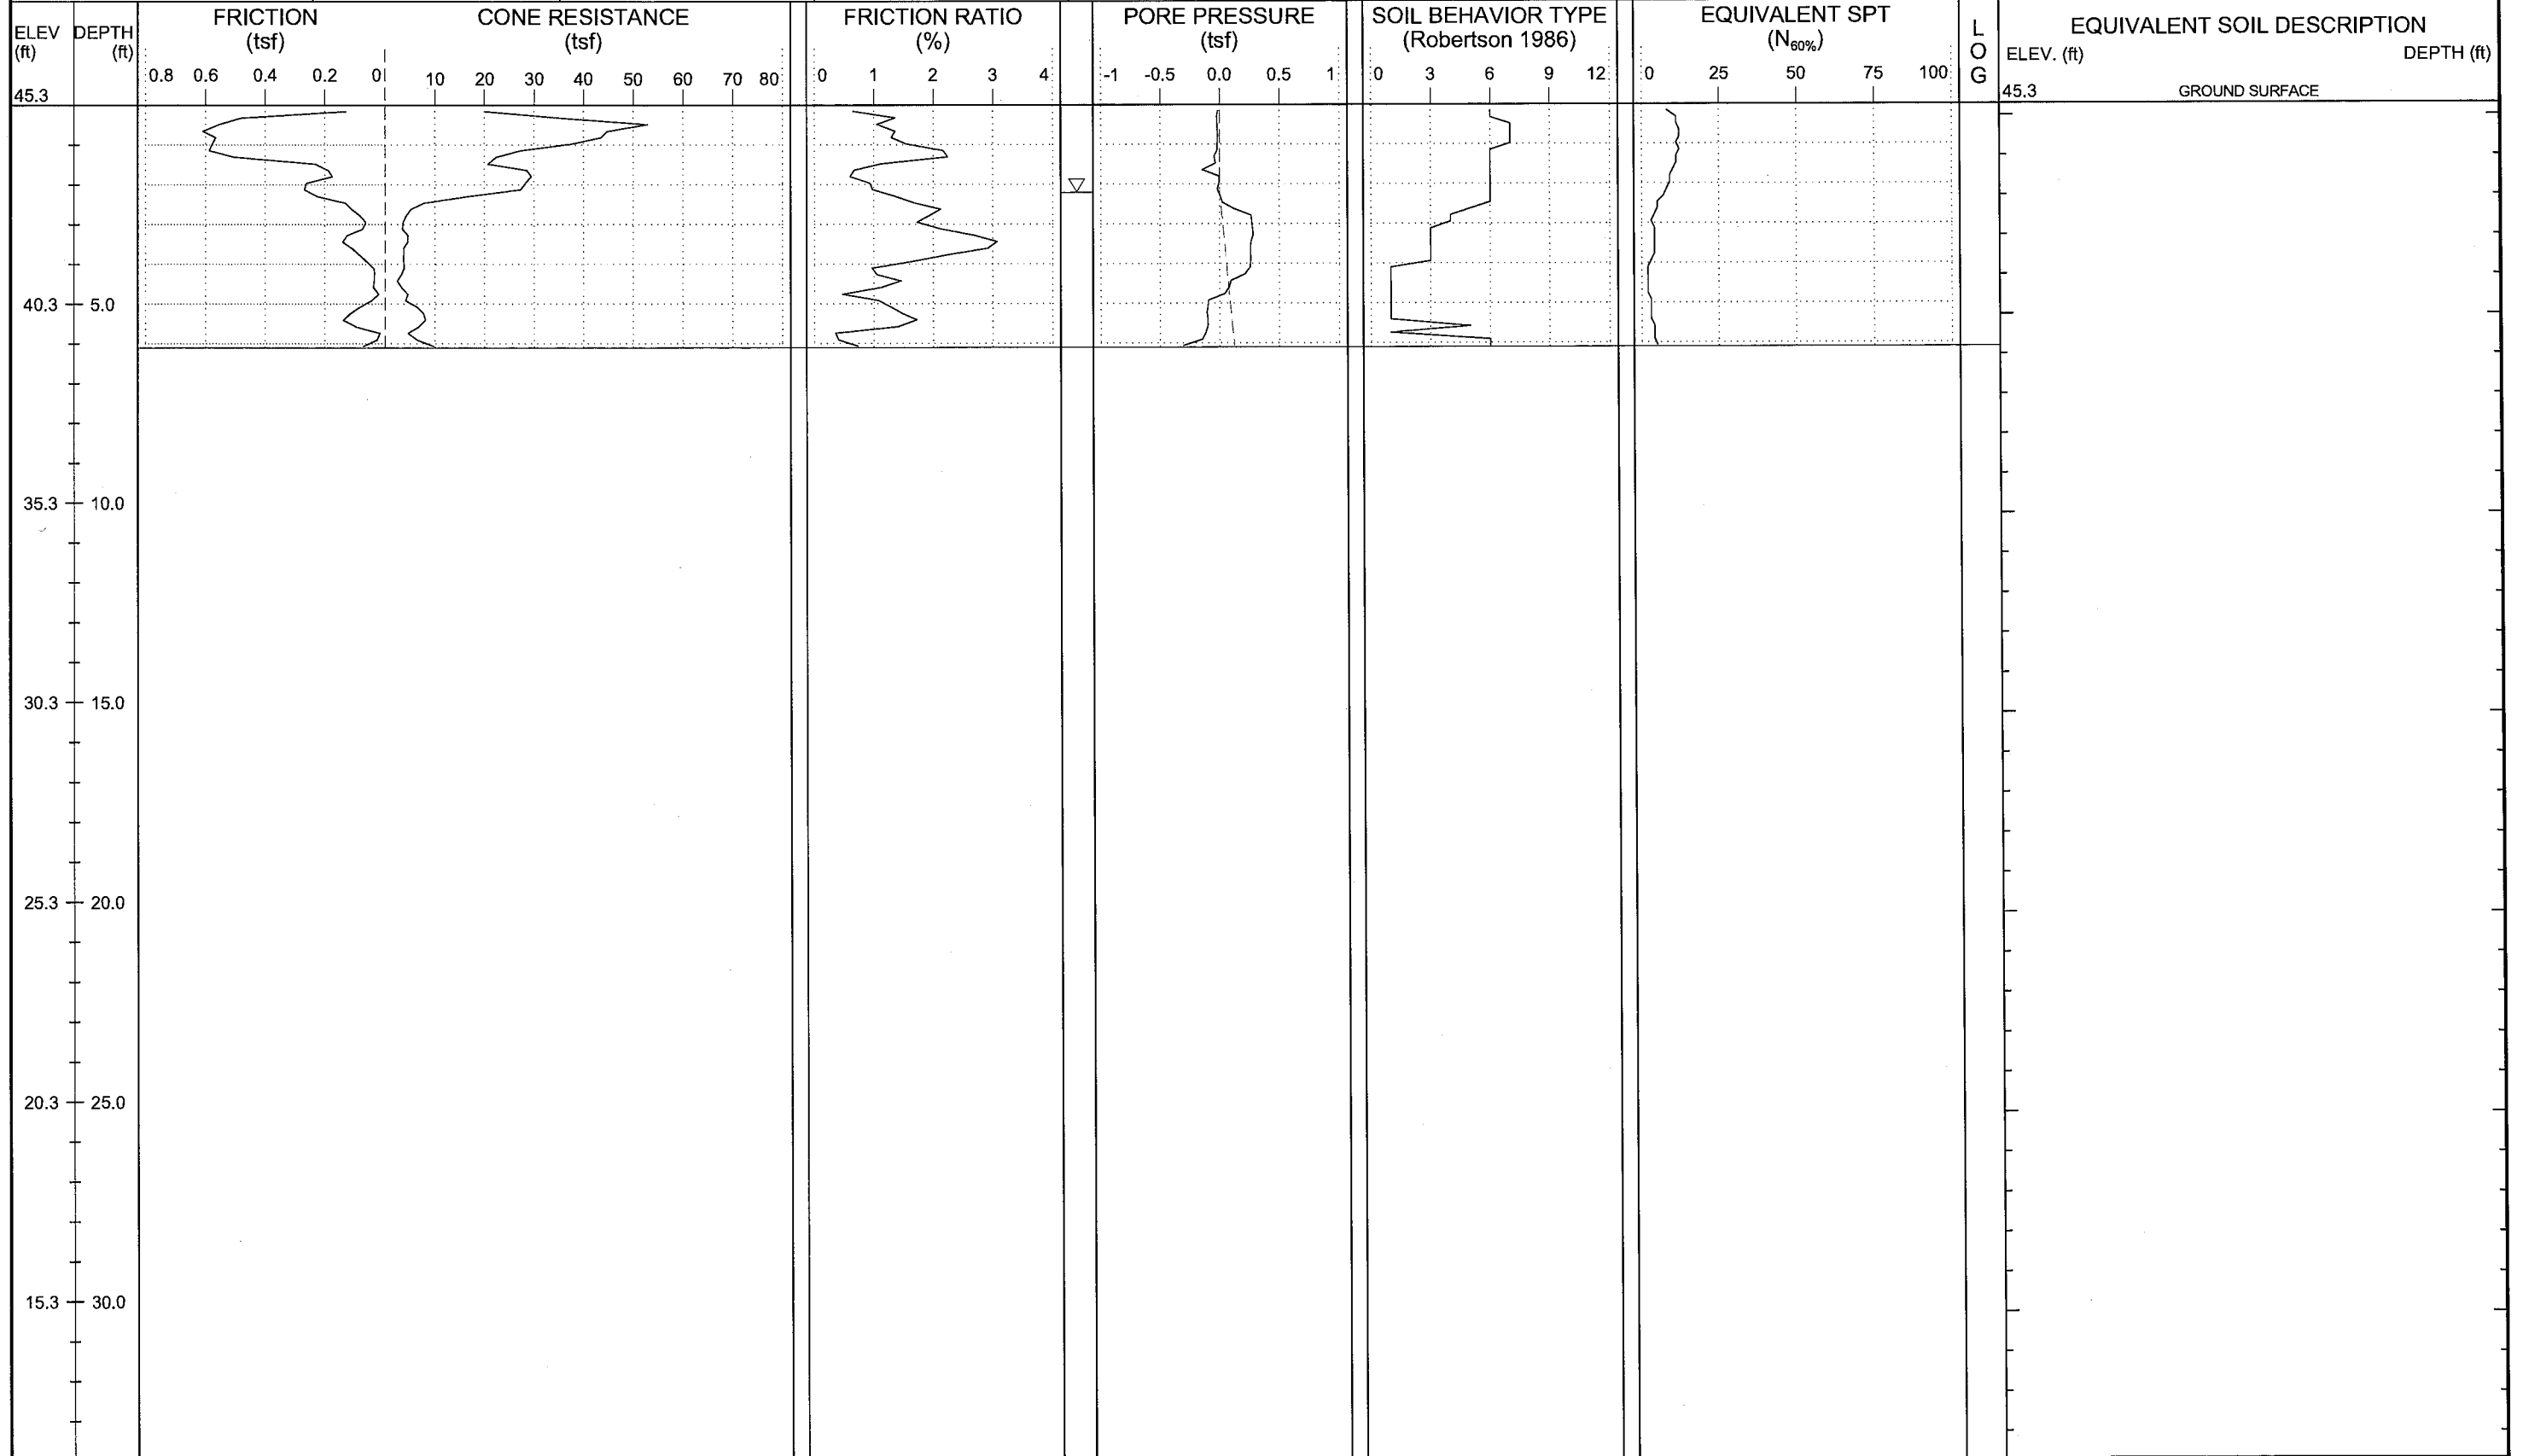 FRICTION CONE RESISTANCE FRICTION RATIO PORE PRESSURE SOIL BEHAVIOR TYPE EQUIVALENT SPT L
ELEV DEPTH (tsf) (tsf) (%) (tsf) (Robertson 1986) (N60%) O EQUIVALENT SOIL DESCRIPTION
(ft) (ft) G ELEV. (ft) DEPTH (ft)
0.8 0.6 0.4 0.2 0 10 20 30 40 50 60 70 80 0 1 2 3 4 -1 -0.5 0.0 0.5 1 0 3 6 9 12 0 25 50 75 100
45.3 45.3 GROUND SURFACE
40.3 5.0
35.3 10.0
30.3 15.0
25.3 20.0
20.3 25.0
15.3 30.0